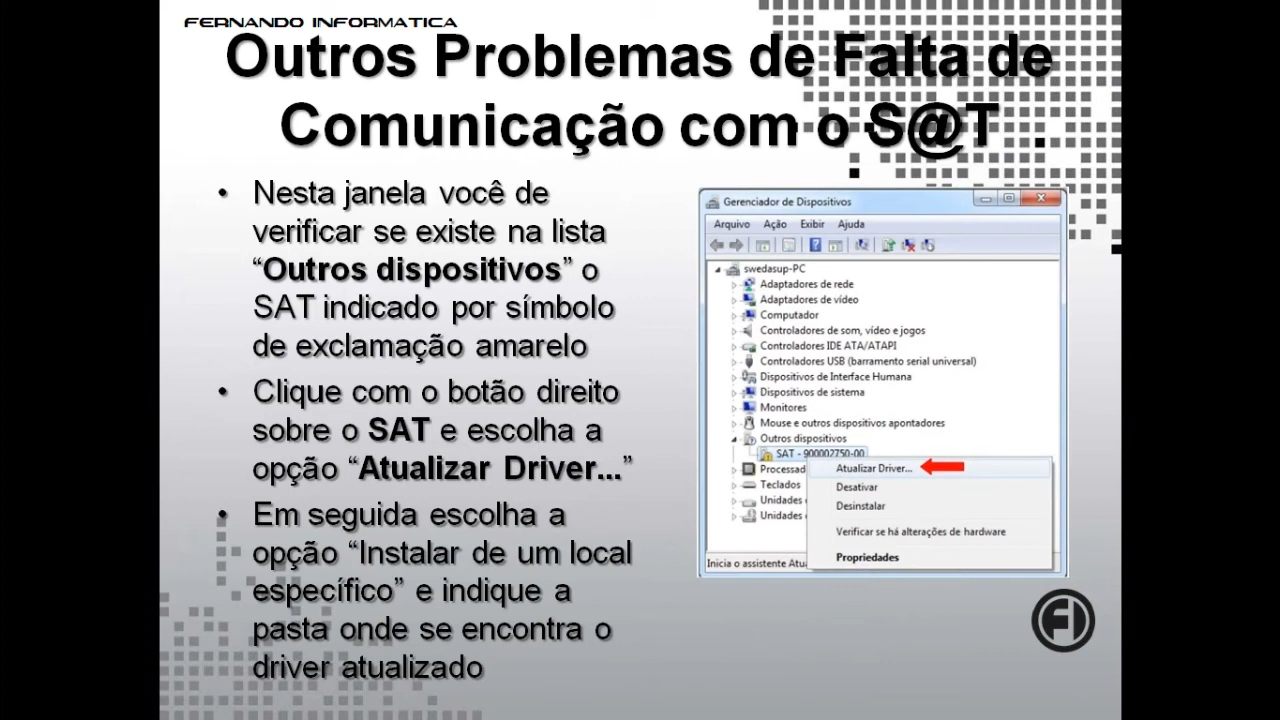 FERNANDO INFORMATICA
Outros Problemas de Falta de
Comunicação com o S@T .
• Nesta janela você de
verificar se existe na lista
“Outros dispositivos” o
SAT indicado por símbolo
de exclamação amarelo
• Clique com o botão direito
sobre o SAT e escolha a
opção “Atualizar Driver...”
• Em seguida escolha a
opção “Instalar de um local
específico” e indique a
pasta onde se encontra o
driver atualizado
Gerenciador de Dispositivos
Arquivo Ação Exibir Ajuda
swedasup-PC
Adaptadores de rede
Adaptadores de vídeo
Computador
Controladores de som, vídeo e jogos
Controladores IDE ATA/ATAPI
Controladores USB (barramento serial universal)
Dispositivos de Interface Humana
Dispositivos de sistema
Monitores
Mouse e outros dispositivos apontadores
Outros dispositivos
SAT - 900002750-00
Processad
Teclados
Unidades
Unidades
Atualizar Driver...
Desativar
Desinstalar
Verificar se há alterações de hardware
Propriedades
Inicia o assistente Atua
FI